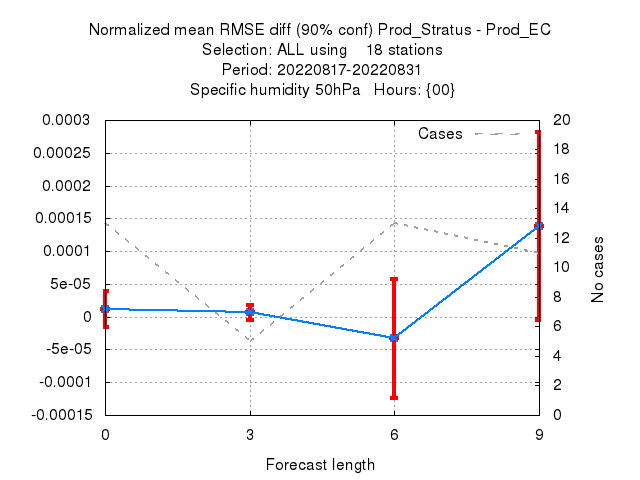 Normalized mean RMSE diff (90% conf) Prod_Stratus - Prod_EC
Selection: ALL using    18 stations
Period: 20220817-20220831
Specific humidity 50hPa   Hours: {00}
Cases
0.0003
0.00025
0.0002
0.00015
0.0001
5e-05
0
-5e-05
-0.0001
-0.00015
20
18
16
14
12
10
8
6
4
2
0
No cases
0
3
6
9
Forecast length